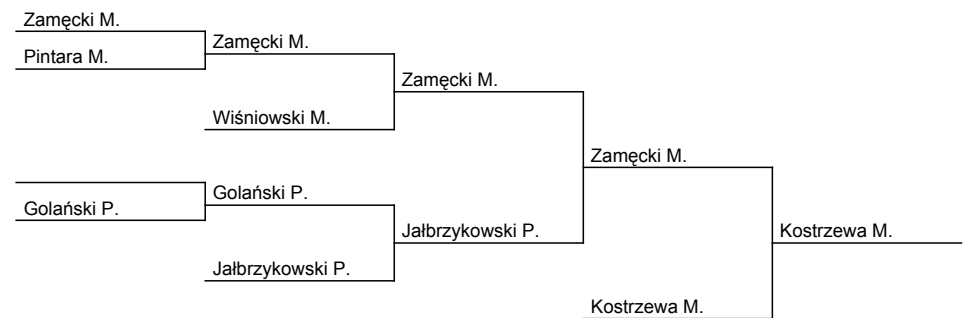 Zamęcki M.
Pintara M.
Zamęcki M.
Zamęcki M.
Wiśniowski M.
Zamęcki M.
Golański P.
Golański P.
Jałbrzykowski P.
Kostrzewa M.
Jałbrzykowski P.
Kostrzewa M.